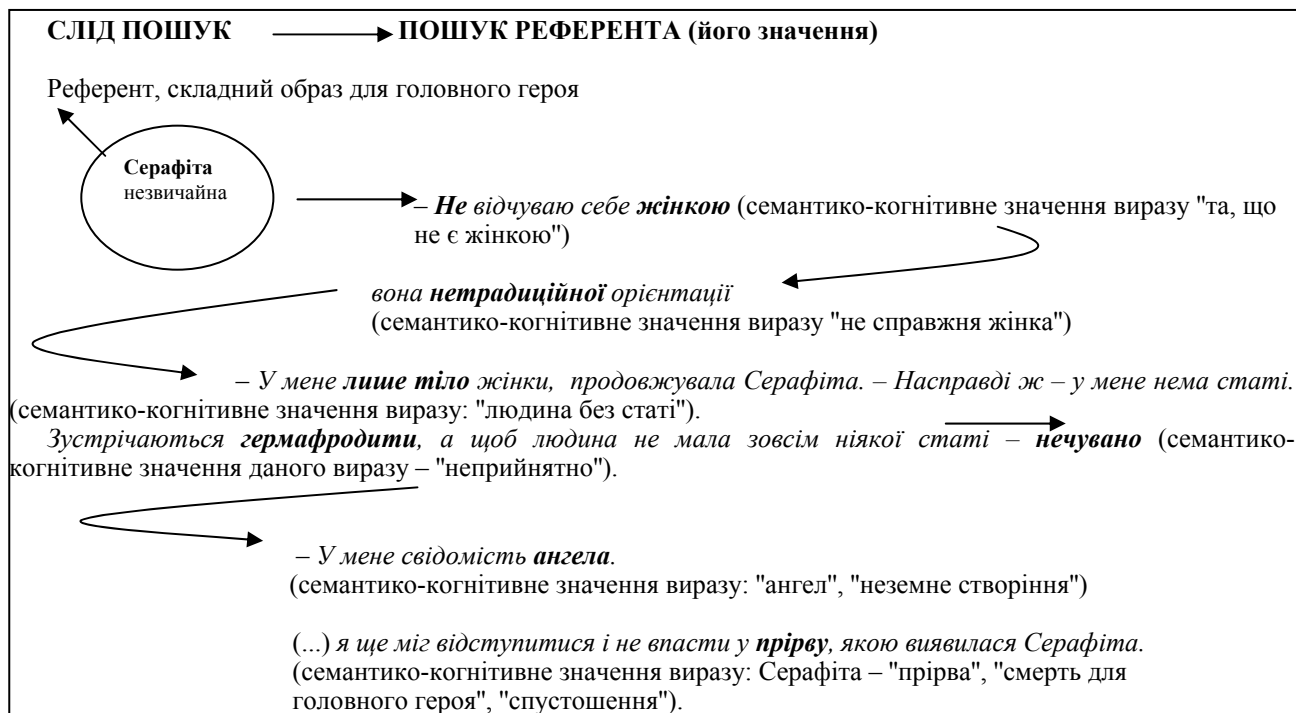 СЛІД ПОШУК ПОШУК РЕФЕРЕНТА (його значення)
Референт, складний образ для головного героя
Серафіта
незвичайна
– Не відчуваю себе жінкою (семантико-когнітивне значення виразу "та, що
не є жінкою")
вона нетрадиційної орієнтації
(семантико-когнітивне значення виразу "не справжня жінка")
– У мене лише тіло жінки, продовжувала Серафіта. – Насправді ж – у мене нема статі.
(семантико-когнітивне значення виразу: "людина без статі").
Зустрічаються гермафродити, а щоб людина не мала зовсім ніякої статі – нечувано (семантико-
когнітивне значення даного виразу – "неприйнятно").
– У мене свідомість ангела.
(семантико-когнітивне значення виразу: "ангел", "неземне створіння")
(...) я ще міг відступитися і не впасти у прірву, якою виявилася Серафіта.
(семантико-когнітивне значення виразу: Серафіта – "прірва", "смерть для
головного героя", "спустошення").